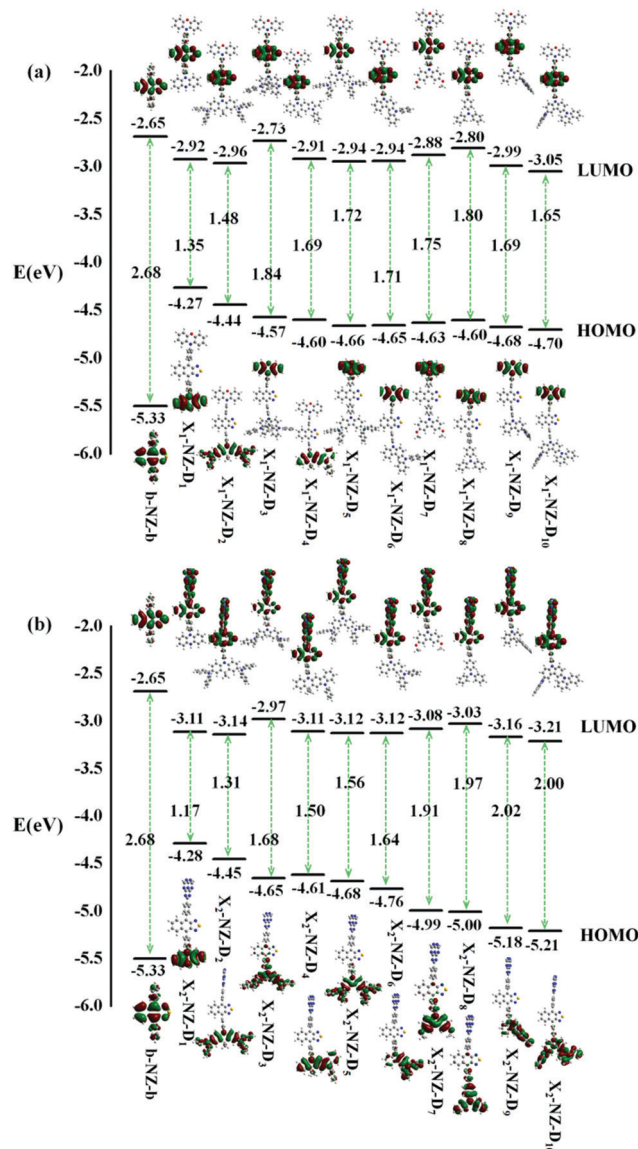 (a)
-2.0
-2.5
-3.0
-3.5
-4.0
-4.5
-5.0
-5.5
-6.0
E(eV)
-2.65
-2.92
-2.96
-2.73
-2.91
-2.94
-2.94
-2.88
-2.80
-2.99
-3.05
LUMO
2.68
1.35
1.48
1.84
1.69
1.72
1.71
1.75
1.80
1.69
1.65
-5.33
-4.27
-4.44
-4.57
-4.60
-4.66
-4.65
-4.63
-4.60
-4.68
-4.70
HOMO
b-NZ-b
X₁-NZ-D₁
X₁-NZ-D₂
X₁-NZ-D₃
X₁-NZ-D₄
X₁-NZ-D₅
X₁-NZ-D₆
X₁-NZ-D₇
X₁-NZ-D₈
X₁-NZ-D₉
X₁-NZ-D₁₀
(b)
-2.0
-2.5
-3.0
-3.5
-4.0
-4.5
-5.0
-5.5
-6.0
E(eV)
-2.65
-3.11
-3.14
-2.97
-3.11
-3.12
-3.12
-3.08
-3.03
-3.16
-3.21
LUMO
2.68
1.17
1.31
1.68
1.50
1.56
1.64
1.91
1.97
2.02
2.00
-5.33
-4.28
-4.45
-4.65
-4.61
-4.68
-4.76
-4.99
-5.00
-5.18
-5.21
HOMO
b-NZ-b
X₂-NZ-D₁
X₂-NZ-D₂
X₂-NZ-D₃
X₂-NZ-D₄
X₂-NZ-D₅
X₂-NZ-D₆
X₂-NZ-D₇
X₂-NZ-D₈
X₂-NZ-D₉
X₂-NZ-D₁₀